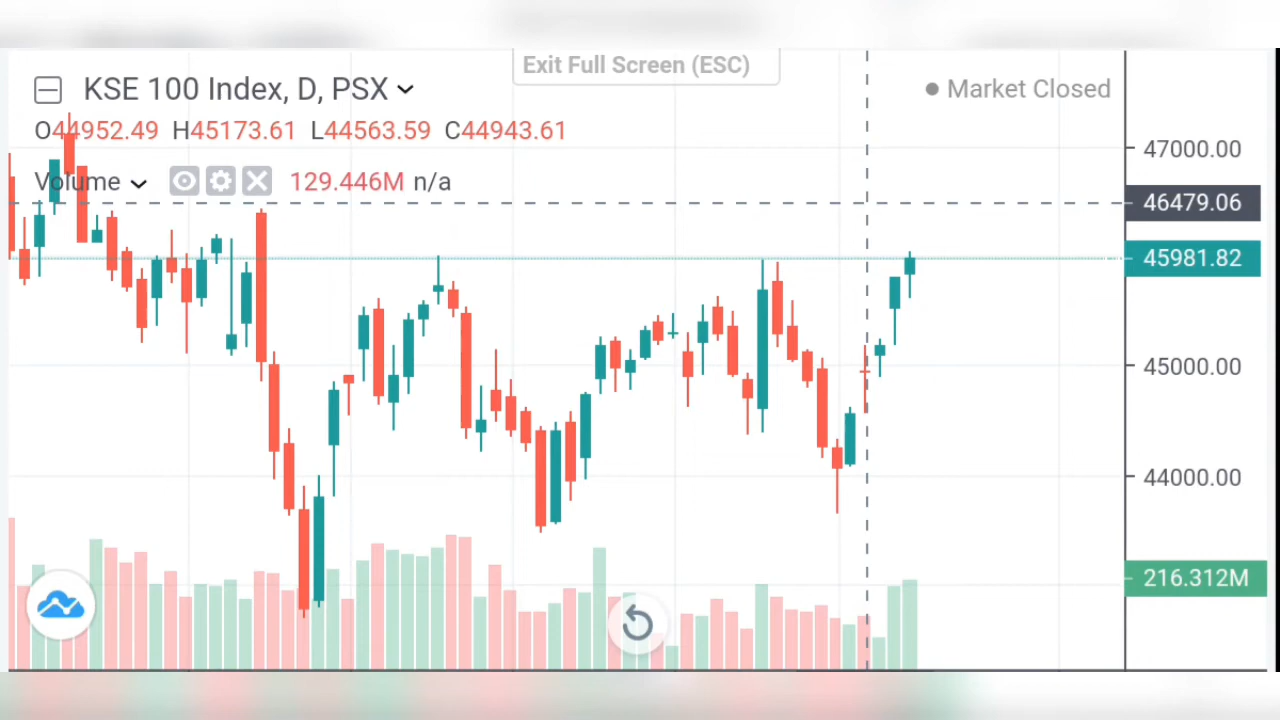 Exit Full Screen (ESC)
KSE 100 Index, D, PSX
Market Closed
O44952.49 H45173.61 L44563.59 C44943.61
Volume 129.446M n/a
47000.00
46479.06
45981.82
45000.00
44000.00
216.312M